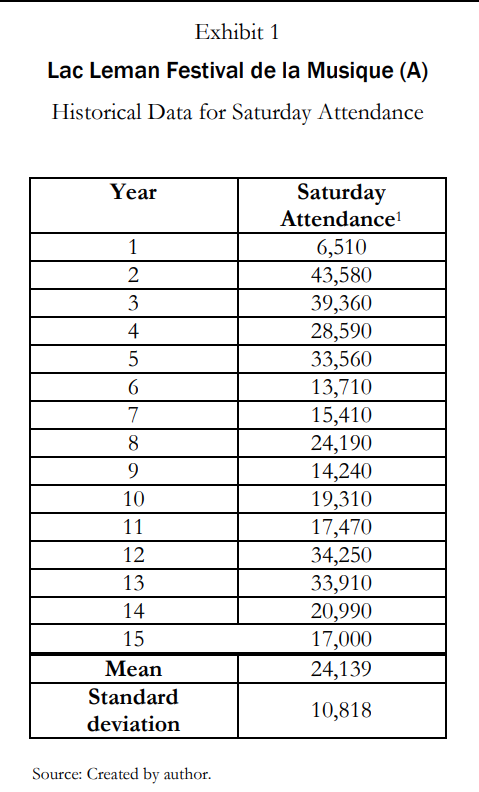 Exhibit 1
Lac Leman Festival de la Musique (A)
Historical Data for Saturday Attendance
Year Saturday
Attendance1
1 6,510
2 43,580
3 39,360
4 28,590
5 33,560
6 13,710
7 15,410
8 24,190
9 14,240
10 19,310
11 17,470
12 34,250
13 33,910
14 20,990
15 17,000
Mean 24,139
Standard
deviation 10,818
Source: Created by author.